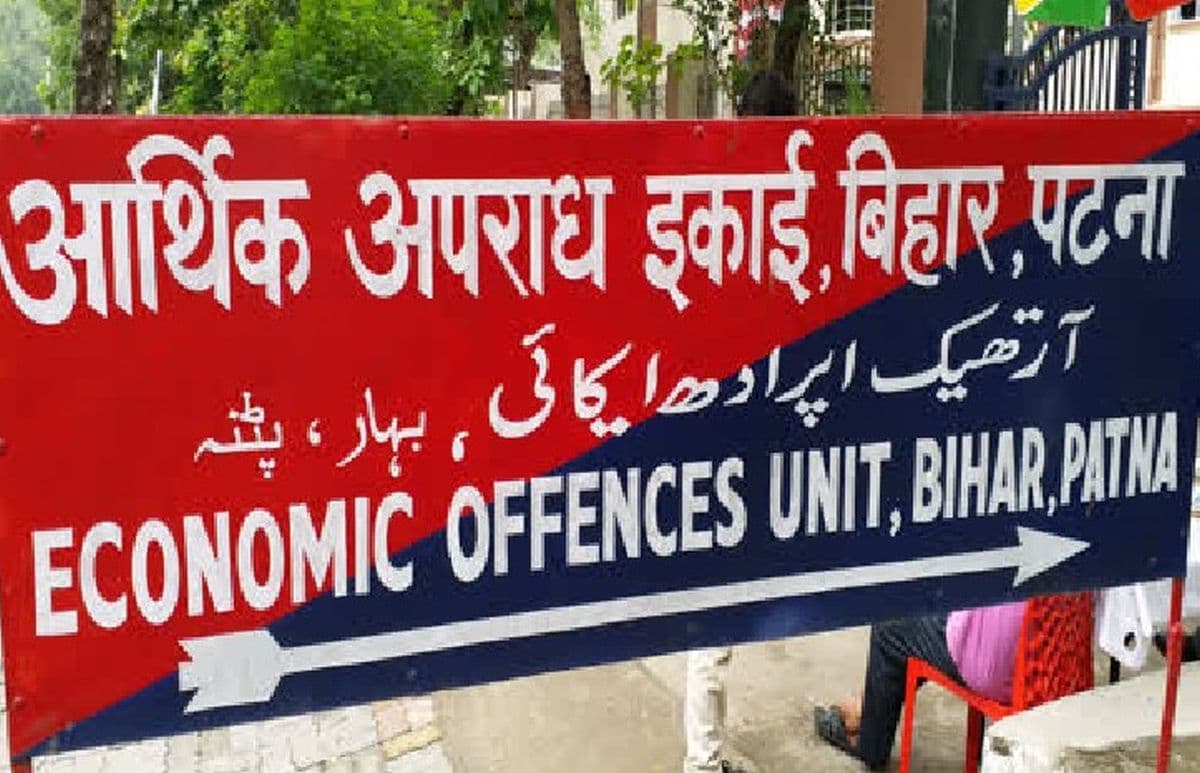 आर्थिक अपराध इकाई, बिहार, पटना
آرتھیک اپرادھ ایکائی، بہار، پٹنہ
ECONOMIC OFFENCES UNIT, BIHAR, PATNA